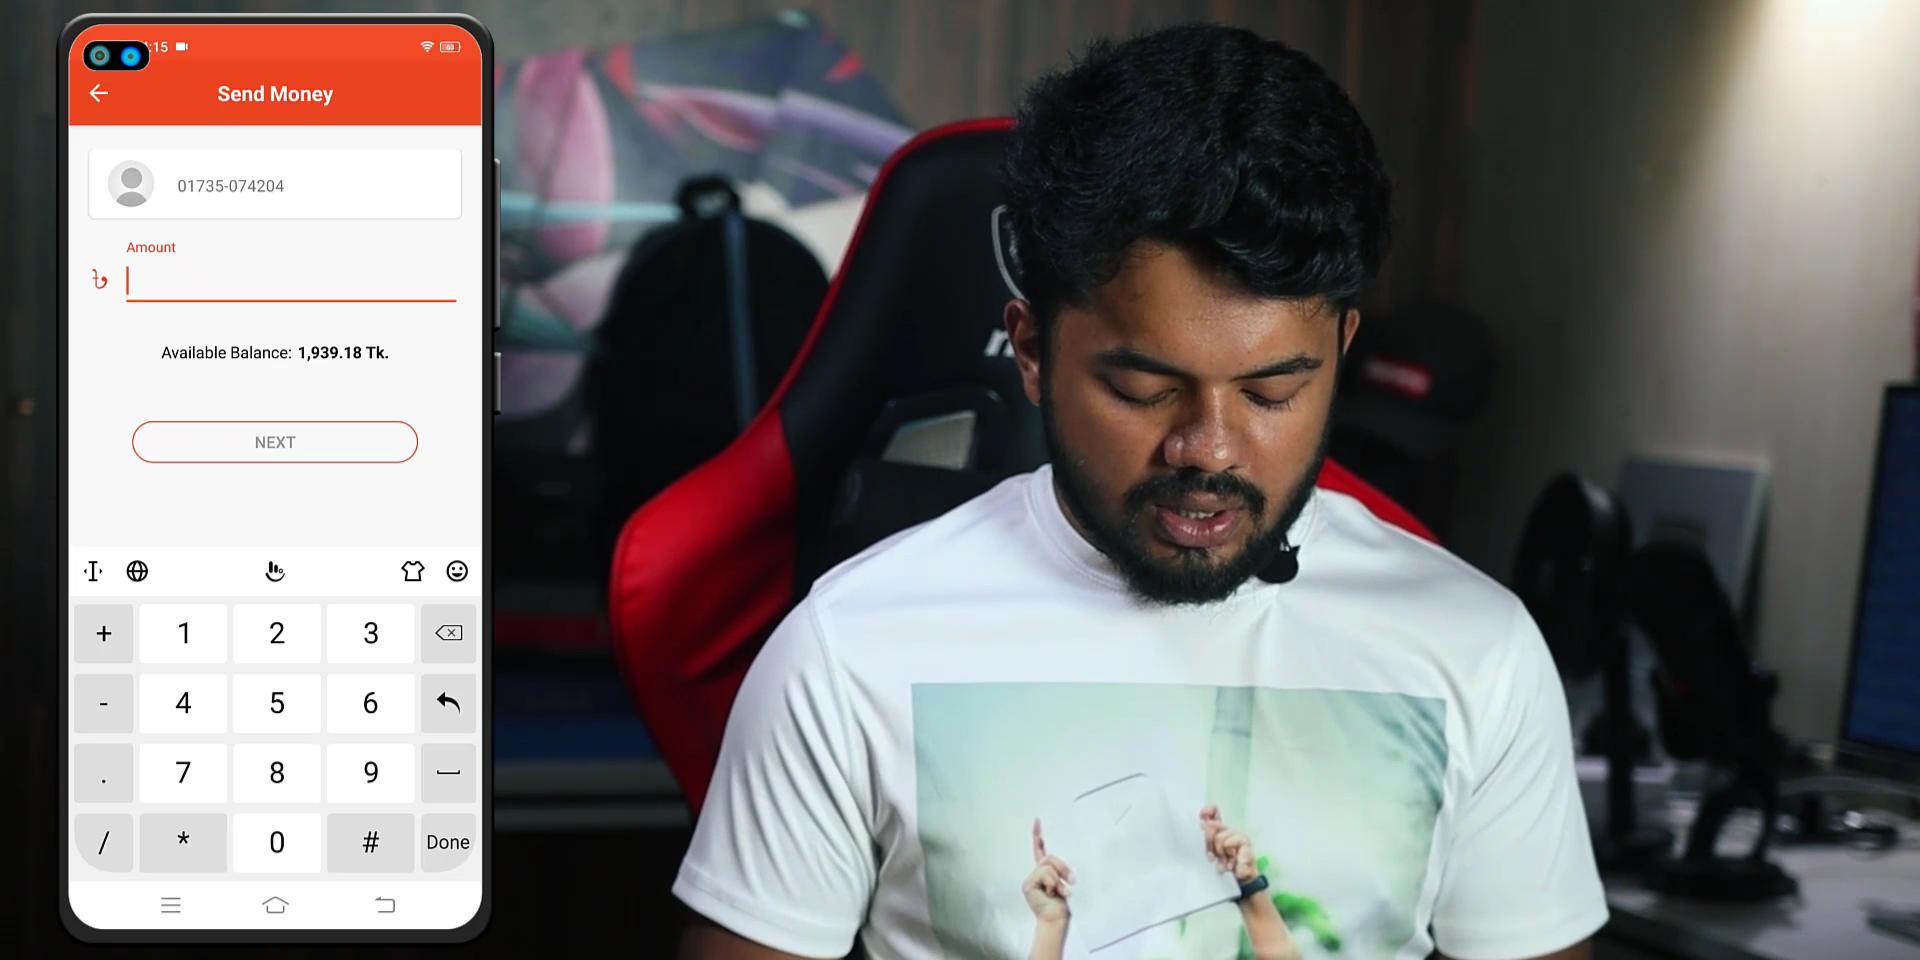 :15
63
Send Money
01735-074204
Amount
৳
Available Balance: 1,939.18 Tk.
NEXT
+ 1 2 3
- 4 5 6
. 7 8 9
/ * 0 # Done